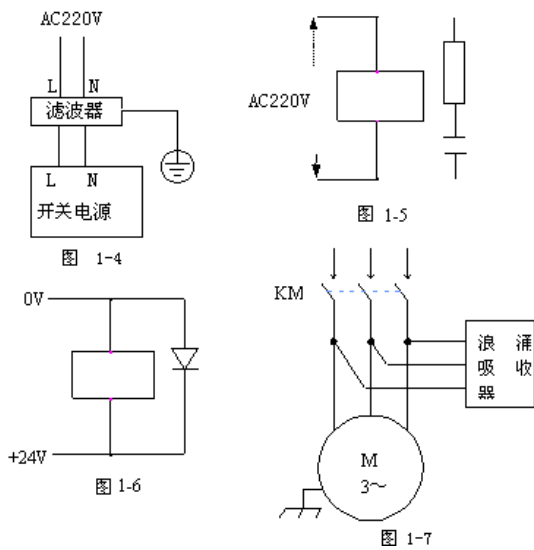 AC220V
L N
滤波器
L N
开关电源
图 1-4
AC220V
图 1-5
0V
+24V
图 1-6
KM
浪 涌
吸 收
器
M
3～
图 1-7